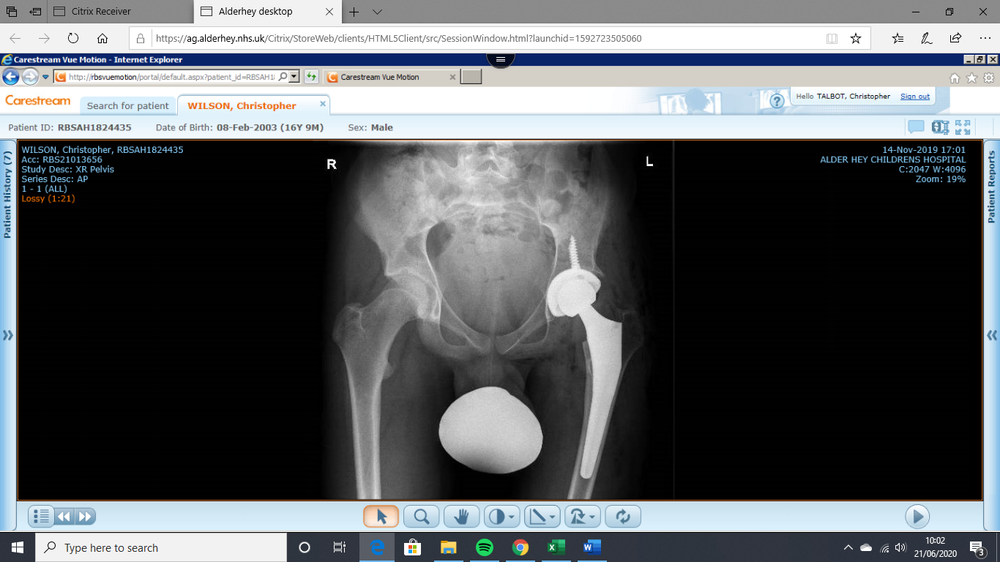 Citrix Receiver
Alderhey desktop
https://ag.alderhey.nhs.uk/Citrix/StoreWeb/clients/HTML5Client/src/SessionWindow.html?launchid=1592723505060
Carestream Vue Motion - Internet Explorer
http://rbsvuemotion/portal/default.aspx?patient_id=RBSAH18
Carestream Vue Motion
Carestream
Search for patient
WILSON, Christopher
Hello TALBOT, Christopher Sign out
Patient ID: RBSAH1824435 Date of Birth: 08-Feb-2003 (16Y 9M) Sex: Male
Patient History (7)
WILSON, Christopher, RBSAH1824435
Acc: RBS21013656
Study Desc: XR Pelvis
Series Desc: AP
1 - 1 (ALL)
Lossy (1:21)
R
L
14-Nov-2019 17:01
ALDER HEY CHILDRENS HOSPITAL
C:2047 W:4096
Zoom: 19%
Patient Reports
Type here to search
10:02
21/06/2020
3